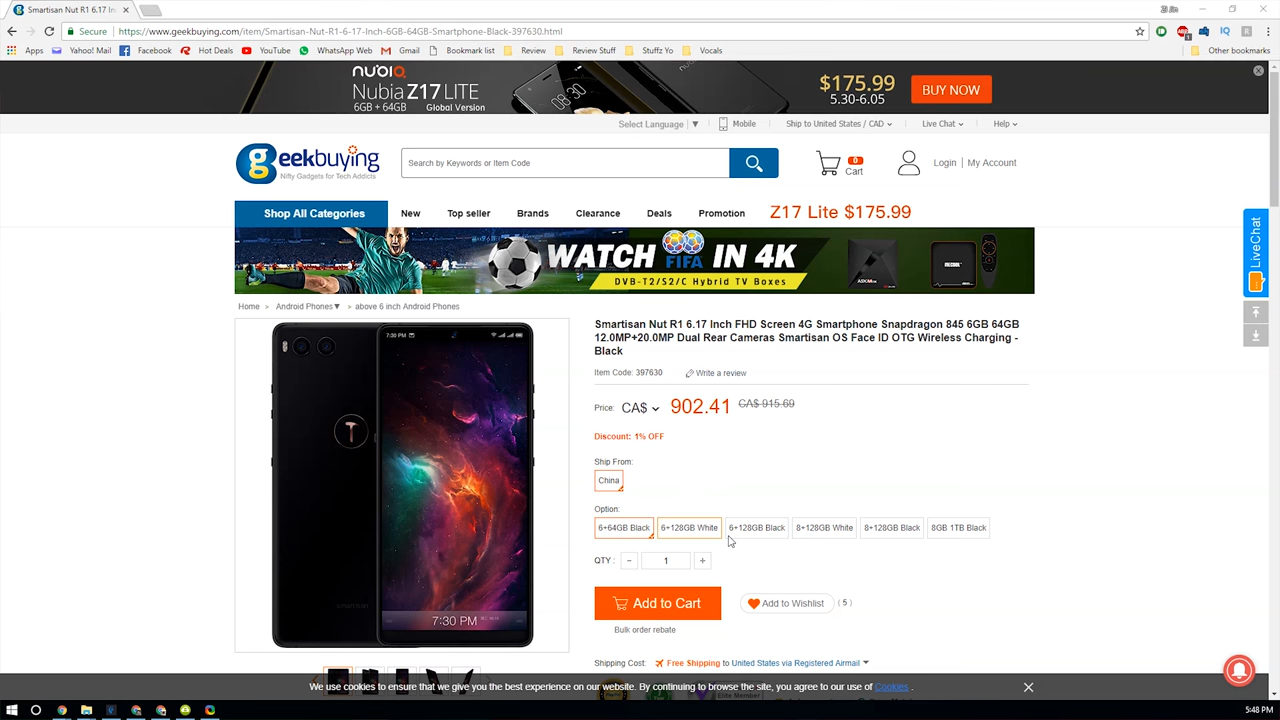 Smartisan Nut R1 6.17 In
Secure
https://www.geekbuying.com/item/Smartisan-Nut-R1-6-17-Inch-6GB-64GB-Smartphone-Black-397630.html
Apps Yahoo! Mail Facebook Hot Deals YouTube WhatsApp Web Gmail Bookmark list Review Review Stuff Stuffz Yo Vocals Other bookmarks
nubia
Nubia Z17 LITE
6GB + 64GB Global Version
$175.99
5.30-6.05
BUY NOW
Select Language ▼ Mobile Ship to United States / CAD Live Chat Help
geekbuying
Nifty Gadgets for Tech Addicts
Search by Keywords or Item Code
0
Cart
Login | My Account
Shop All Categories New Top seller Brands Clearance Deals Promotion Z17 Lite $175.99
WATCH FIFA IN 4K
DVB-T2/S2/C Hybrid TV Boxes
LiveChat
Home > Android Phones▼ > above 6 inch Android Phones
Smartisan Nut R1 6.17 Inch FHD Screen 4G Smartphone Snapdragon 845 6GB 64GB
12.0MP+20.0MP Dual Rear Cameras Smartisan OS Face ID OTG Wireless Charging -
Black
Item Code: 397630 Write a review
Price: CA$ 902.41 CA$ 915.69
Discount: 1% OFF
Ship From:
China
Option:
6+64GB Black 6+128GB White 6+128GB Black 8+128GB White 8+128GB Black 8GB 1TB Black
QTY : - 1 +
Add to Cart Add to Wishlist ( 5 )
Bulk order rebate
Shipping Cost: Free Shipping to United States via Registered Airmail
7:30 PM
smartisan
7:30 PM
We use cookies to ensure that we give you the best experience on our website. By continuing to browse the site, you agree to our use of Cookies .
5:48 PM